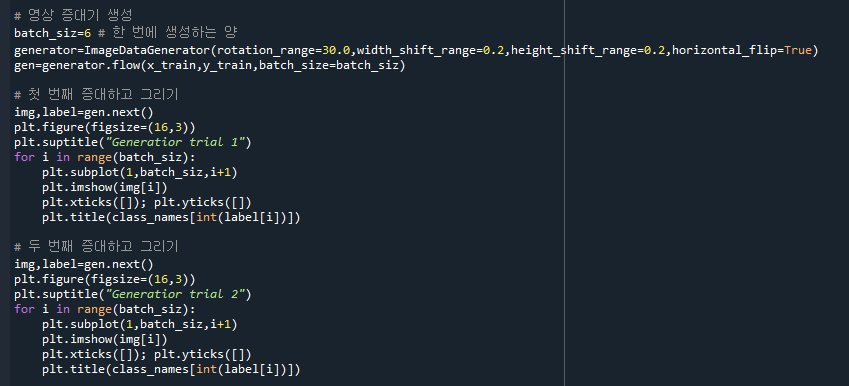 # 영상 증대기 생성
batch_siz=6 # 한 번에 생성하는 양
generator=ImageDataGenerator(rotation_range=30.0,width_shift_range=0.2,height_shift_range=0.2,horizontal_flip=True)
gen=generator.flow(x_train,y_train,batch_size=batch_siz)
# 첫 번째 증대하고 그리기
img,label=gen.next()
plt.figure(figsize=(16,3))
plt.suptitle("Generatior trial 1")
for i in range(batch_siz):
    plt.subplot(1,batch_siz,i+1)
    plt.imshow(img[i])
    plt.xticks([]); plt.yticks([])
    plt.title(class_names[int(label[i])])
# 두 번째 증대하고 그리기
img,label=gen.next()
plt.figure(figsize=(16,3))
plt.suptitle("Generatior trial 2")
for i in range(batch_siz):
    plt.subplot(1,batch_siz,i+1)
    plt.imshow(img[i])
    plt.xticks([]); plt.yticks([])
    plt.title(class_names[int(label[i])])